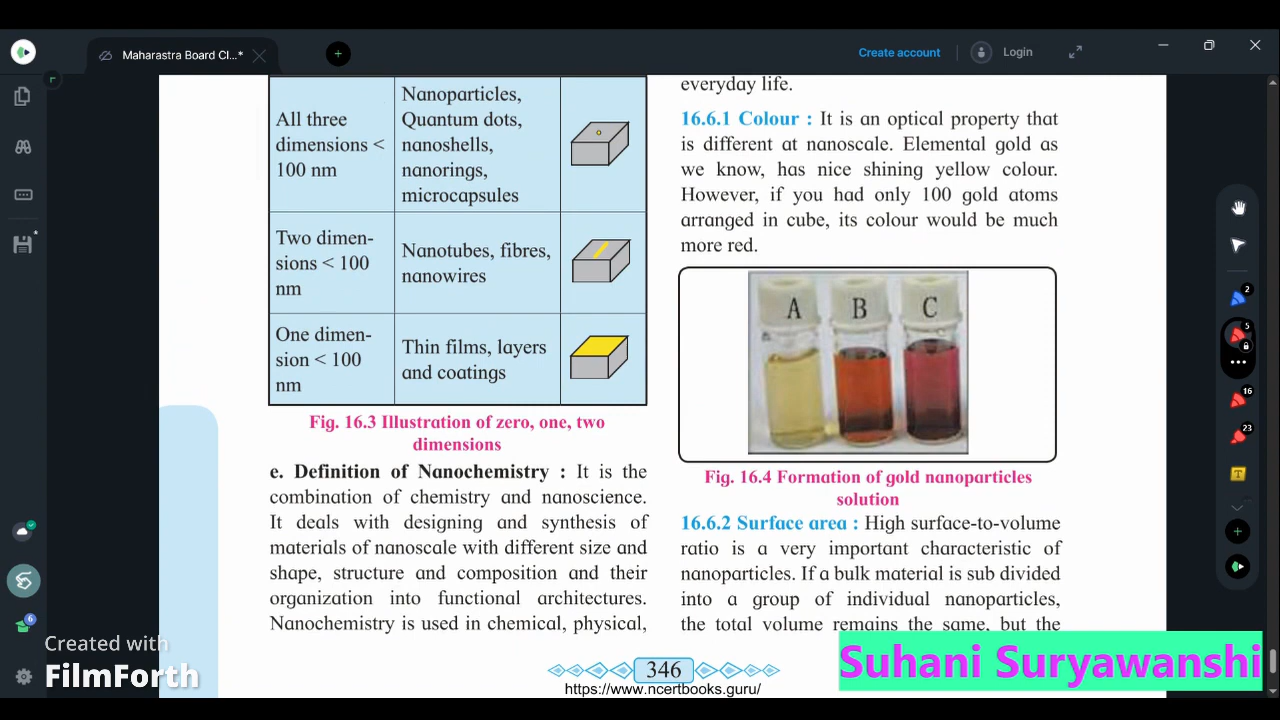 Maharastra Board Cl...*
Create account
Login
All three
dimensions <
100 nm
Nanoparticles,
Quantum dots,
nanoshells,
nanorings,
microcapsules
Two dimen-
sions < 100
nm
Nanotubes, fibres,
nanowires
One dimen-
sion < 100
nm
Thin films, layers
and coatings
Fig. 16.3 Illustration of zero, one, two
dimensions
e. Definition of Nanochemistry : It is the
combination of chemistry and nanoscience.
It deals with designing and synthesis of
materials of nanoscale with different size and
shape, structure and composition and their
organization into functional architectures.
Nanochemistry is used in chemical, physical,
everyday life.
16.6.1 Colour : It is an optical property that
is different at nanoscale. Elemental gold as
we know, has nice shining yellow colour.
However, if you had only 100 gold atoms
arranged in cube, its colour would be much
more red.
A B C
Fig. 16.4 Formation of gold nanoparticles
solution
16.6.2 Surface area : High surface-to-volume
ratio is a very important characteristic of
nanoparticles. If a bulk material is sub divided
into a group of individual nanoparticles,
the total volume remains the same, but the
346
https://www.ncertbooks.guru/
2
5
16
23
T
6
Created with
FilmForth
Suhani Suryawanshi